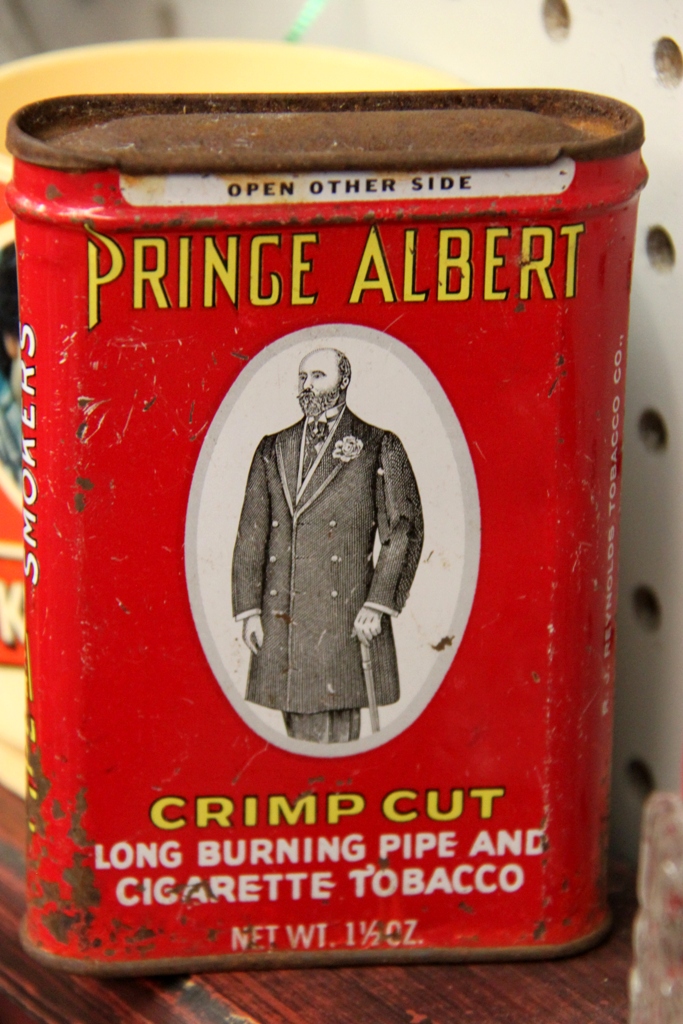 OPEN OTHER SIDE
PRINCE ALBERT
SMOKERS
R. J. REYNOLDS TOBACCO CO.,
CRIMP CUT
LONG BURNING PIPE AND
CIGARETTE TOBACCO
NET WT. 1½ OZ.